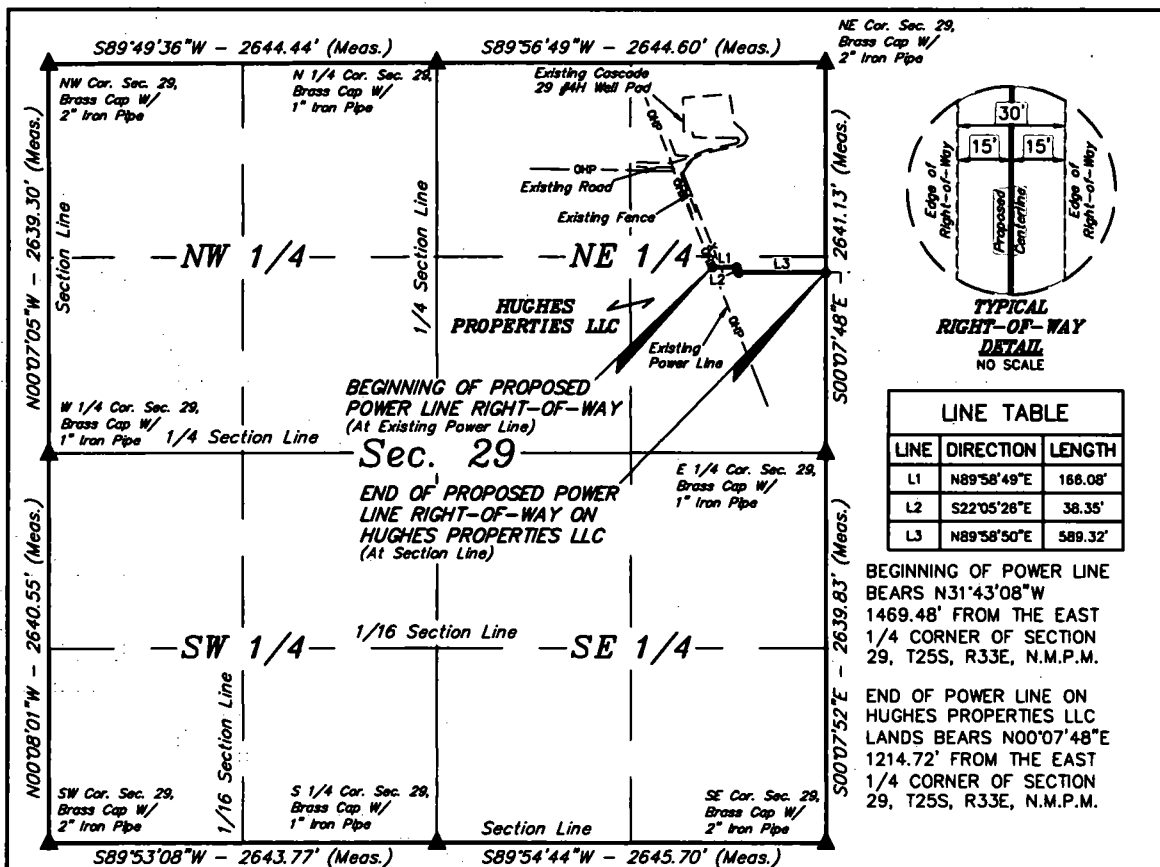 S89°49'36"W - 2644.44' (Meas.)
S89°56'49"W - 2644.60' (Meas.)
NE Cor. Sec. 29,
Brass Cap W/
2" Iron Pipe
NW Cor. Sec. 29,
Brass Cap W/
2" Iron Pipe
N 1/4 Cor. Sec. 29,
Brass Cap W/
1" Iron Pipe
Existing Cascade
29 #4H Well Pad
OHP
OHP
Existing Road
Existing Fence
N00°07'05"W - 2639.30' (Meas.)
Section Line
1/4 Section Line
S00°07'48"E - 2641.13' (Meas.)
NW 1/4
NE 1/4
L1
L2
L3
HUGHES
PROPERTIES LLC
OHP
Existing
Power Line
BEGINNING OF PROPOSED
POWER LINE RIGHT-OF-WAY
(At Existing Power Line)
W 1/4 Cor. Sec. 29,
Brass Cap W/
1" Iron Pipe
1/4 Section Line
Sec. 29
E 1/4 Cor. Sec. 29,
Brass Cap W/
1" Iron Pipe
END OF PROPOSED POWER
LINE RIGHT-OF-WAY ON
HUGHES PROPERTIES LLC
(At Section Line)
N00°08'01"W - 2640.55' (Meas.)
S00°07'52"E - 2639.83' (Meas.)
1/16 Section Line
SW 1/4
SE 1/4
1/16 Section Line
SW Cor. Sec. 29,
Brass Cap W/
2" Iron Pipe
S 1/4 Cor. Sec. 29,
Brass Cap W/
1" Iron Pipe
Section Line
SE Cor. Sec. 29,
Brass Cap W/
2" Iron Pipe
S89°53'08"W - 2643.77' (Meas.)
S89°54'44"W - 2645.70' (Meas.)
30'
15'
15'
Edge of
Right-of-Way
Proposed
Centerline
Edge of
Right-of-Way
TYPICAL
RIGHT-OF-WAY
DETAIL
NO SCALE
LINE TABLE
LINE DIRECTION LENGTH
L1 N89°58'49"E 166.08'
L2 S22°05'26"E 38.35'
L3 N89°58'50"E 589.32'
BEGINNING OF POWER LINE
BEARS N31°43'08"W
1469.48' FROM THE EAST
1/4 CORNER OF SECTION
29, T25S, R33E, N.M.P.M.
END OF POWER LINE ON
HUGHES PROPERTIES LLC
LANDS BEARS N00°07'48"E
1214.72' FROM THE EAST
1/4 CORNER OF SECTION
29, T25S, R33E, N.M.P.M.